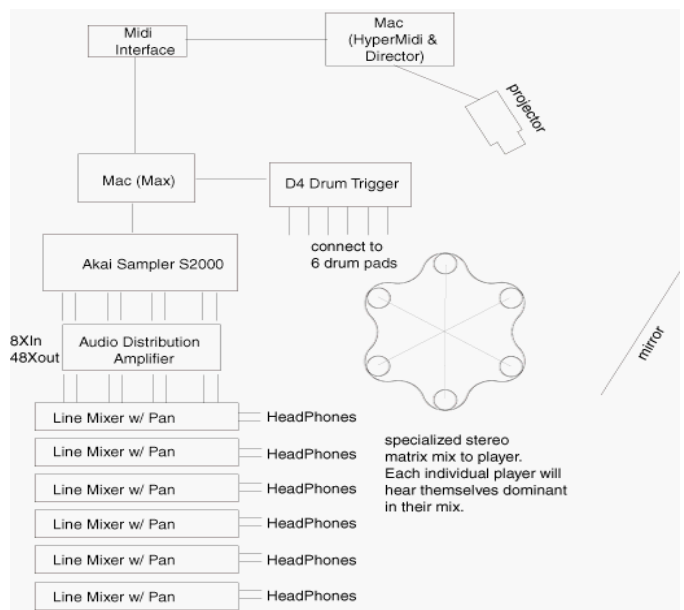 Midi
Interface
Mac
(HyperMidi &
Director)
projector
Mac (Max)
D4 Drum Trigger
connect to
6 drum pads
Akai Sampler S2000
8XIn
48Xout
Audio Distribution
Amplifier
mirror
Line Mixer w/ Pan
HeadPhones
Line Mixer w/ Pan
HeadPhones
Line Mixer w/ Pan
HeadPhones
Line Mixer w/ Pan
HeadPhones
Line Mixer w/ Pan
HeadPhones
Line Mixer w/ Pan
HeadPhones
specialized stereo
matrix mix to player.
Each individual player will
hear themselves dominant
in their mix.